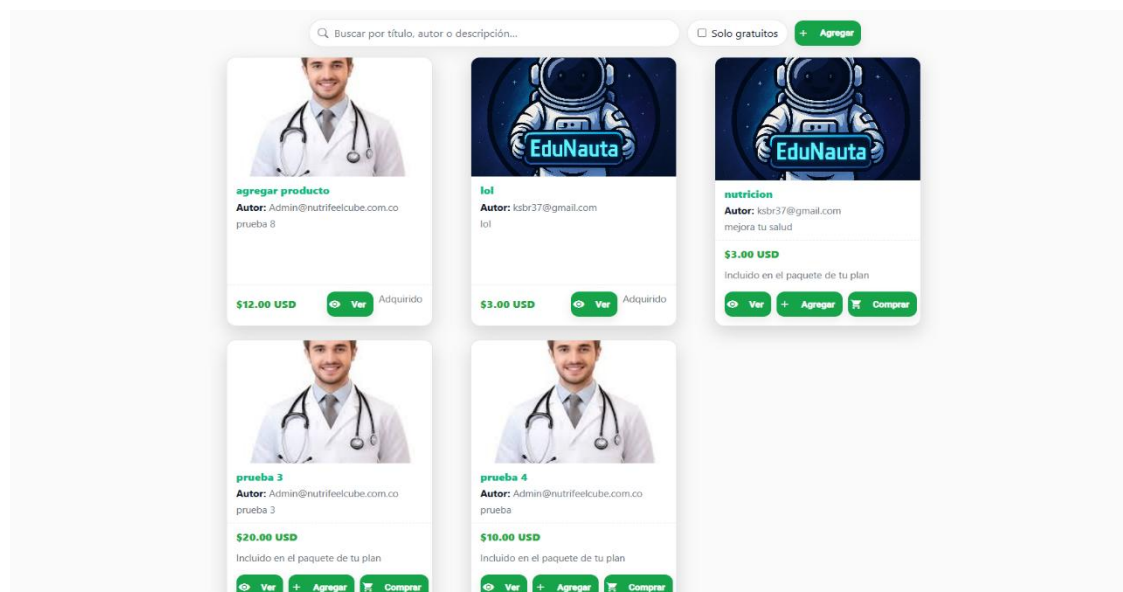 Buscar por título, autor o descripción...
Solo gratuitos
+ Agregar
agregar producto
Autor: Admin@nutrifeelcube.com.co
prueba 8
$12.00 USD
Ver
Adquirido
EduNauta
lol
Autor: ksbr37@gmail.com
lol
$3.00 USD
Ver
Adquirido
EduNauta
nutricion
Autor: ksbr37@gmail.com
mejora tu salud
$3.00 USD
Incluido en el paquete de tu plan
Ver
+ Agregar
Comprar
prueba 3
Autor: Admin@nutrifeelcube.com.co
prueba 3
$20.00 USD
Incluido en el paquete de tu plan
Ver
+ Agregar
Comprar
prueba 4
Autor: Admin@nutrifeelcube.com.co
prueba
$10.00 USD
Incluido en el paquete de tu plan
Ver
+ Agregar
Comprar